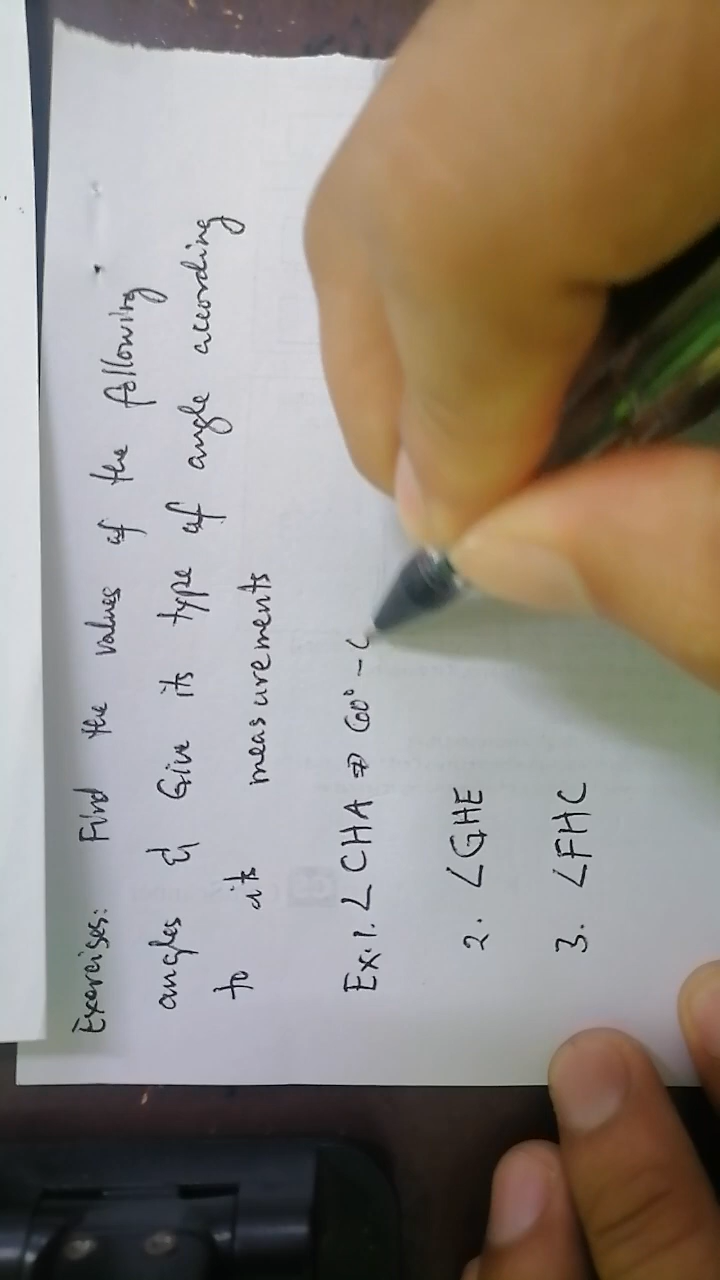 Exercises: Find the values of the following
angles & Give its type of angle according
to its measurements
Ex. 1. ∠CHA ⇒ 60° -
2. ∠GHE
3. ∠FHC